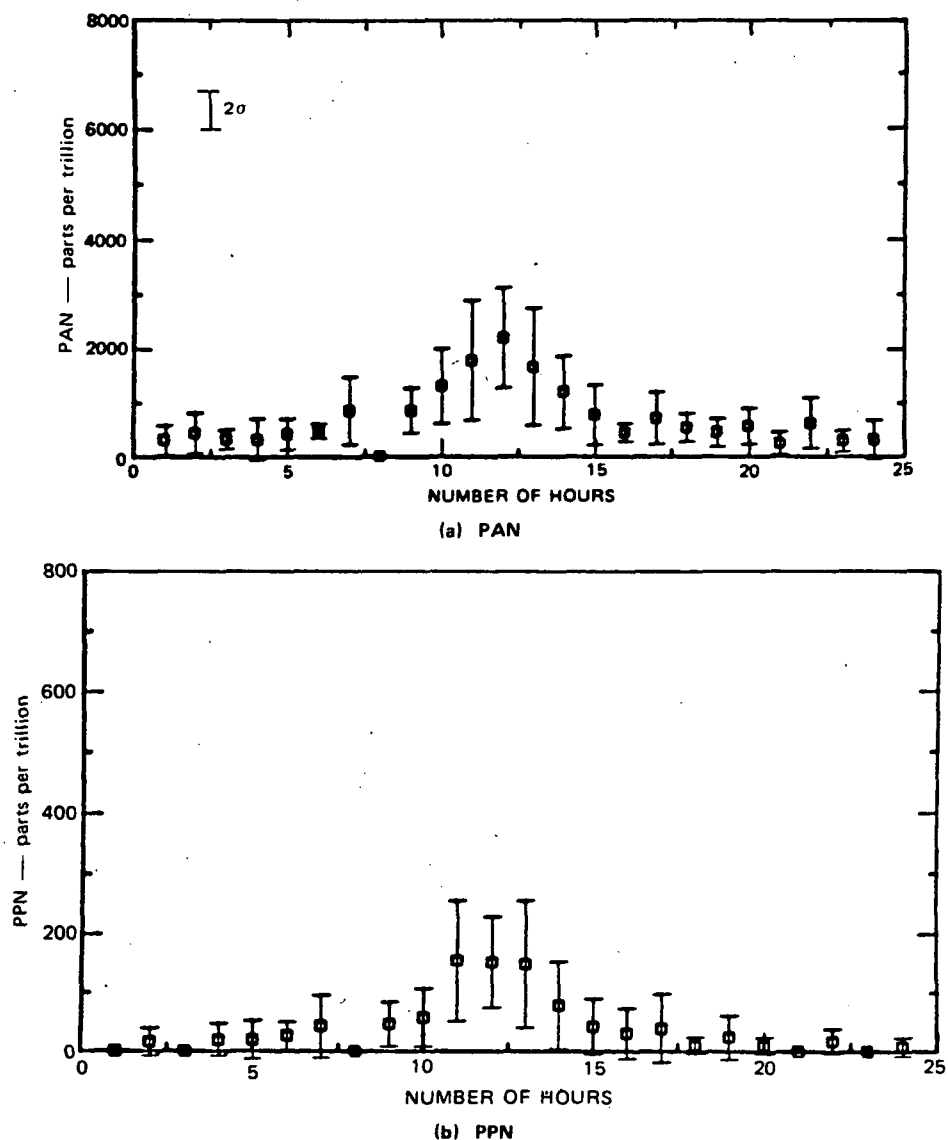 8000
6000
4000
2000
0
PAN — parts per trillion
2σ
0 5 10 15 20 25
NUMBER OF HOURS
(a) PAN
800
600
400
200
0
PPN — parts per trillion
0 5 10 15 20 25
NUMBER OF HOURS
(b) PPN